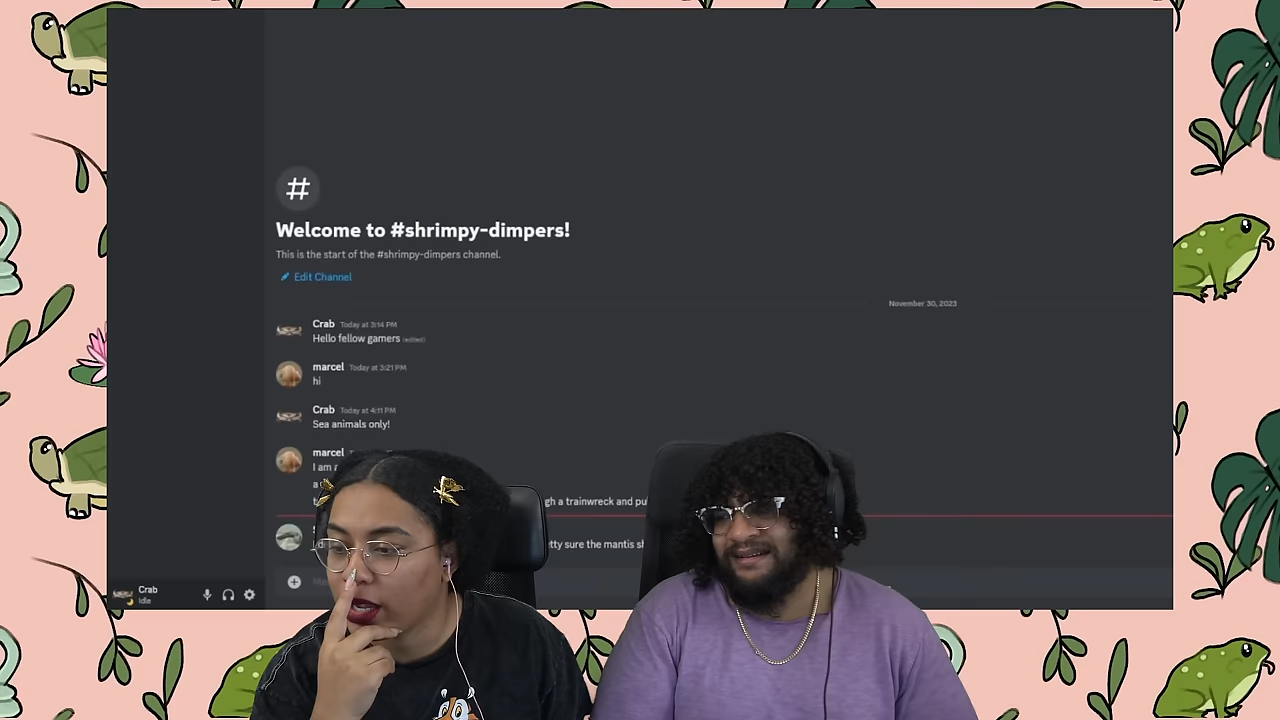 #
Welcome to #shrimpy-dimpers!
This is the start of the #shrimpy-dimpers channel.
Edit Channel
November 30, 2023
Crab Today at 3:14 PM
Hello fellow gamers (edited)
marcel Today at 3:21 PM
hi
Crab Today at 4:11 PM
Sea animals only!
marcel
I am
gh a trainwreck and pu
tty sure the mantis sh
Crab
Idle